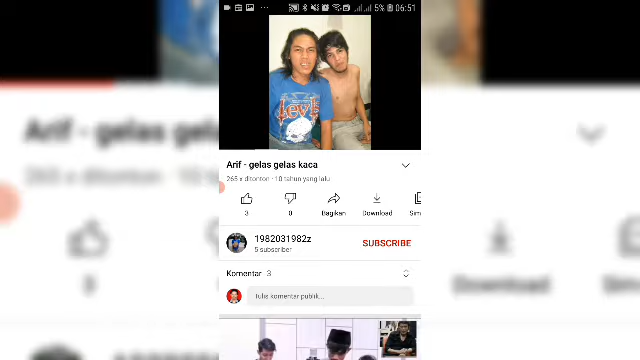 5% 06:51
Arif - gelas gelas kaca
265 x ditonton · 10 tahun yang lalu
3
0
Bagikan
Download
Sim
1982031982z
5 subscriber
SUBSCRIBE
Komentar 3
Tulis komentar publik...